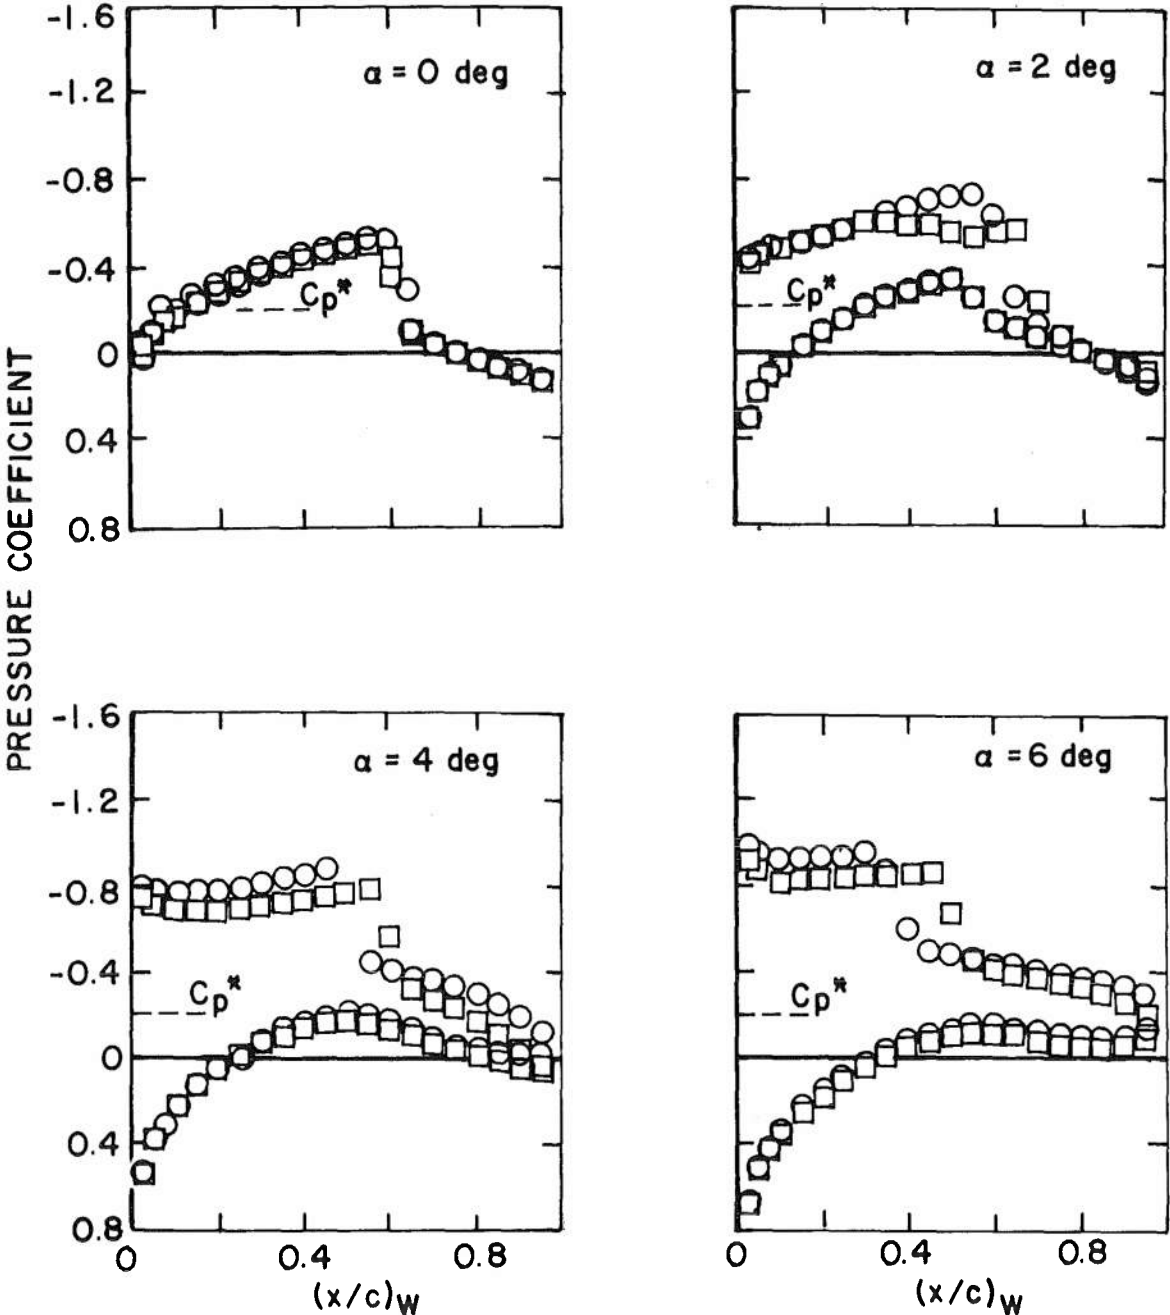 PRESSURE COEFFICIENT
-1.6
-1.2
-0.8
-0.4
0
0.4
0.8
α = 0 deg
Cp*
α = 2 deg
Cp*
-1.6
-1.2
-0.8
-0.4
0
0.4
0.8
α = 4 deg
Cp*
0 0.4 0.8
(x/c)W
α = 6 deg
Cp*
0 0.4 0.8
(x/c)W